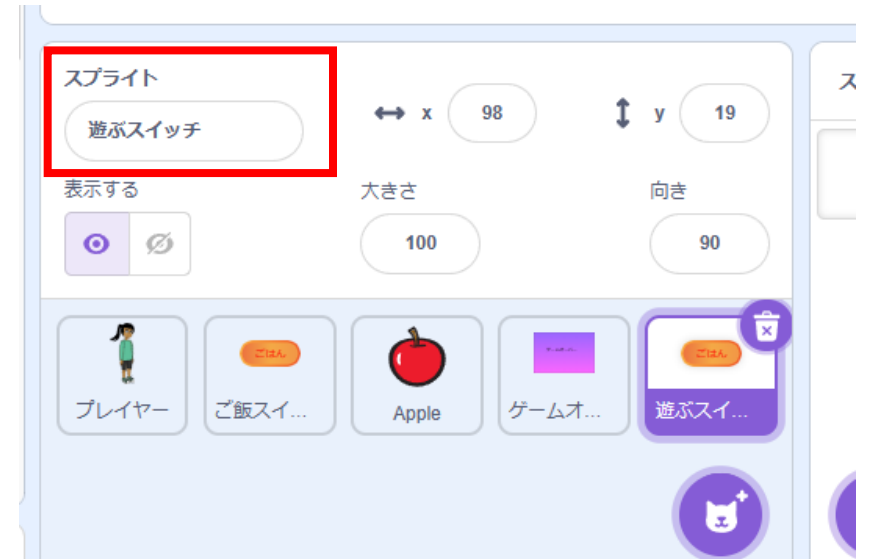 スプライト
遊ぶスイッチ
x 98
y 19
ス
表示する
大きさ
向き
100
90
ごはん
ごはん
プレイヤー
ご飯スイ...
Apple
ゲームオ...
遊ぶスイ...